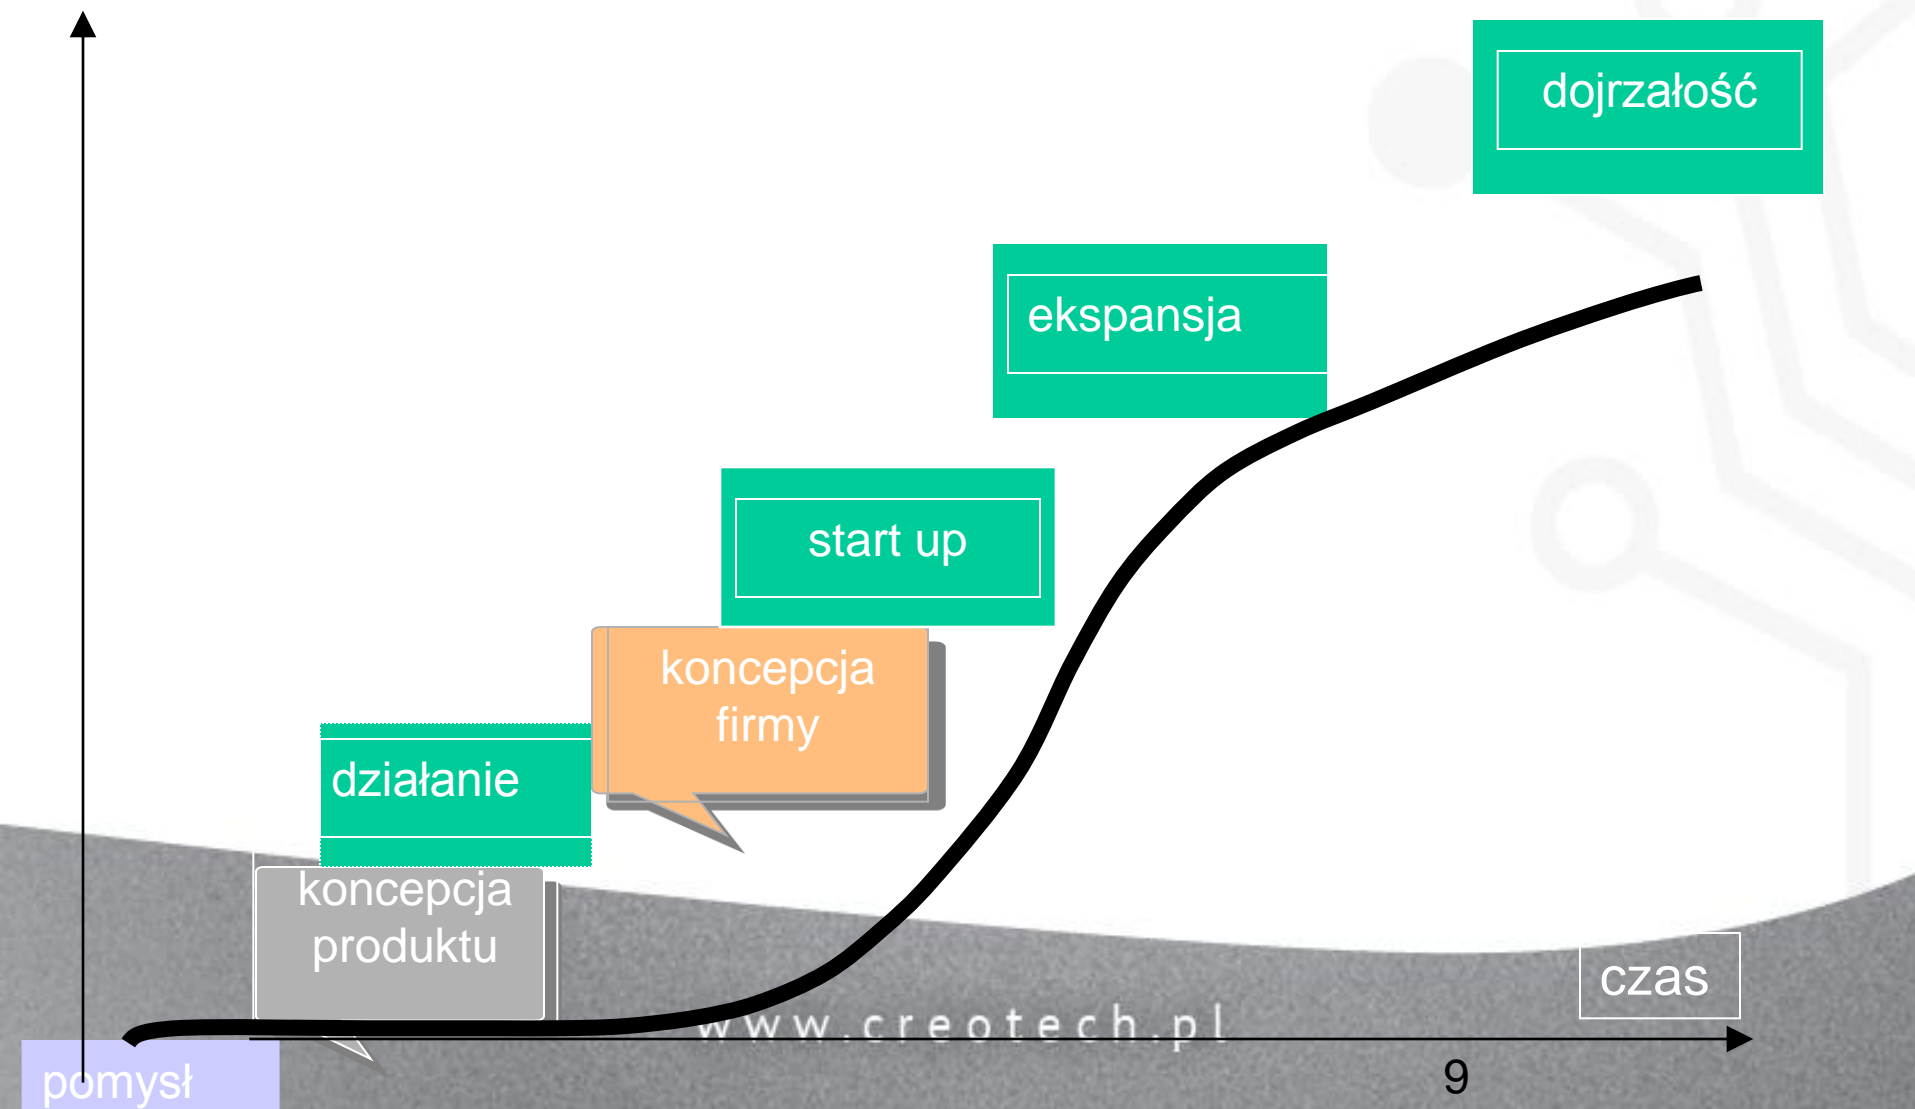 dojrzałość
ekspansja
start up
koncepcja
firmy
działanie
koncepcja
produktu
czas
www.creotech.pl
9
pomysł